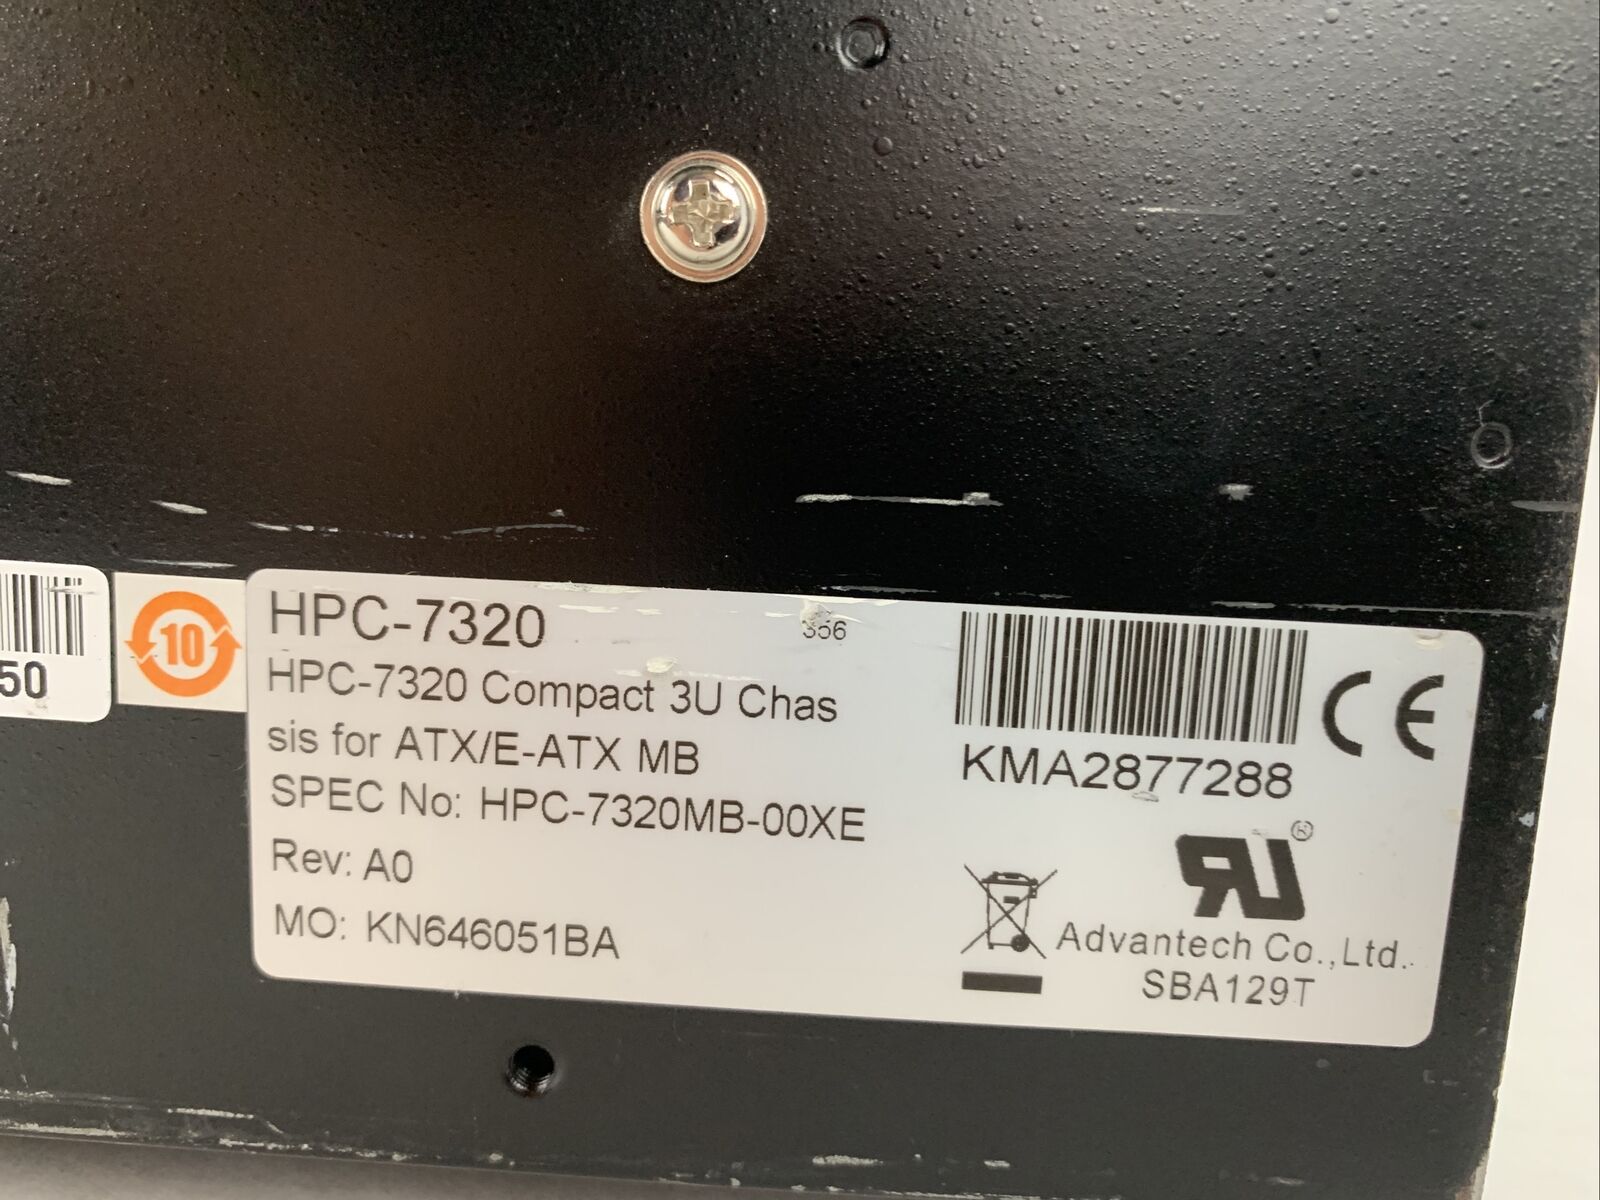 HPC-7320
HPC-7320 Compact 3U Chas
sis for ATX/E-ATX MB
SPEC No: HPC-7320MB-00XE
Rev: A0
MO: KN646051BA
KMA2877288
CE
®
Advantech Co.,Ltd.
SBA129T
10
50